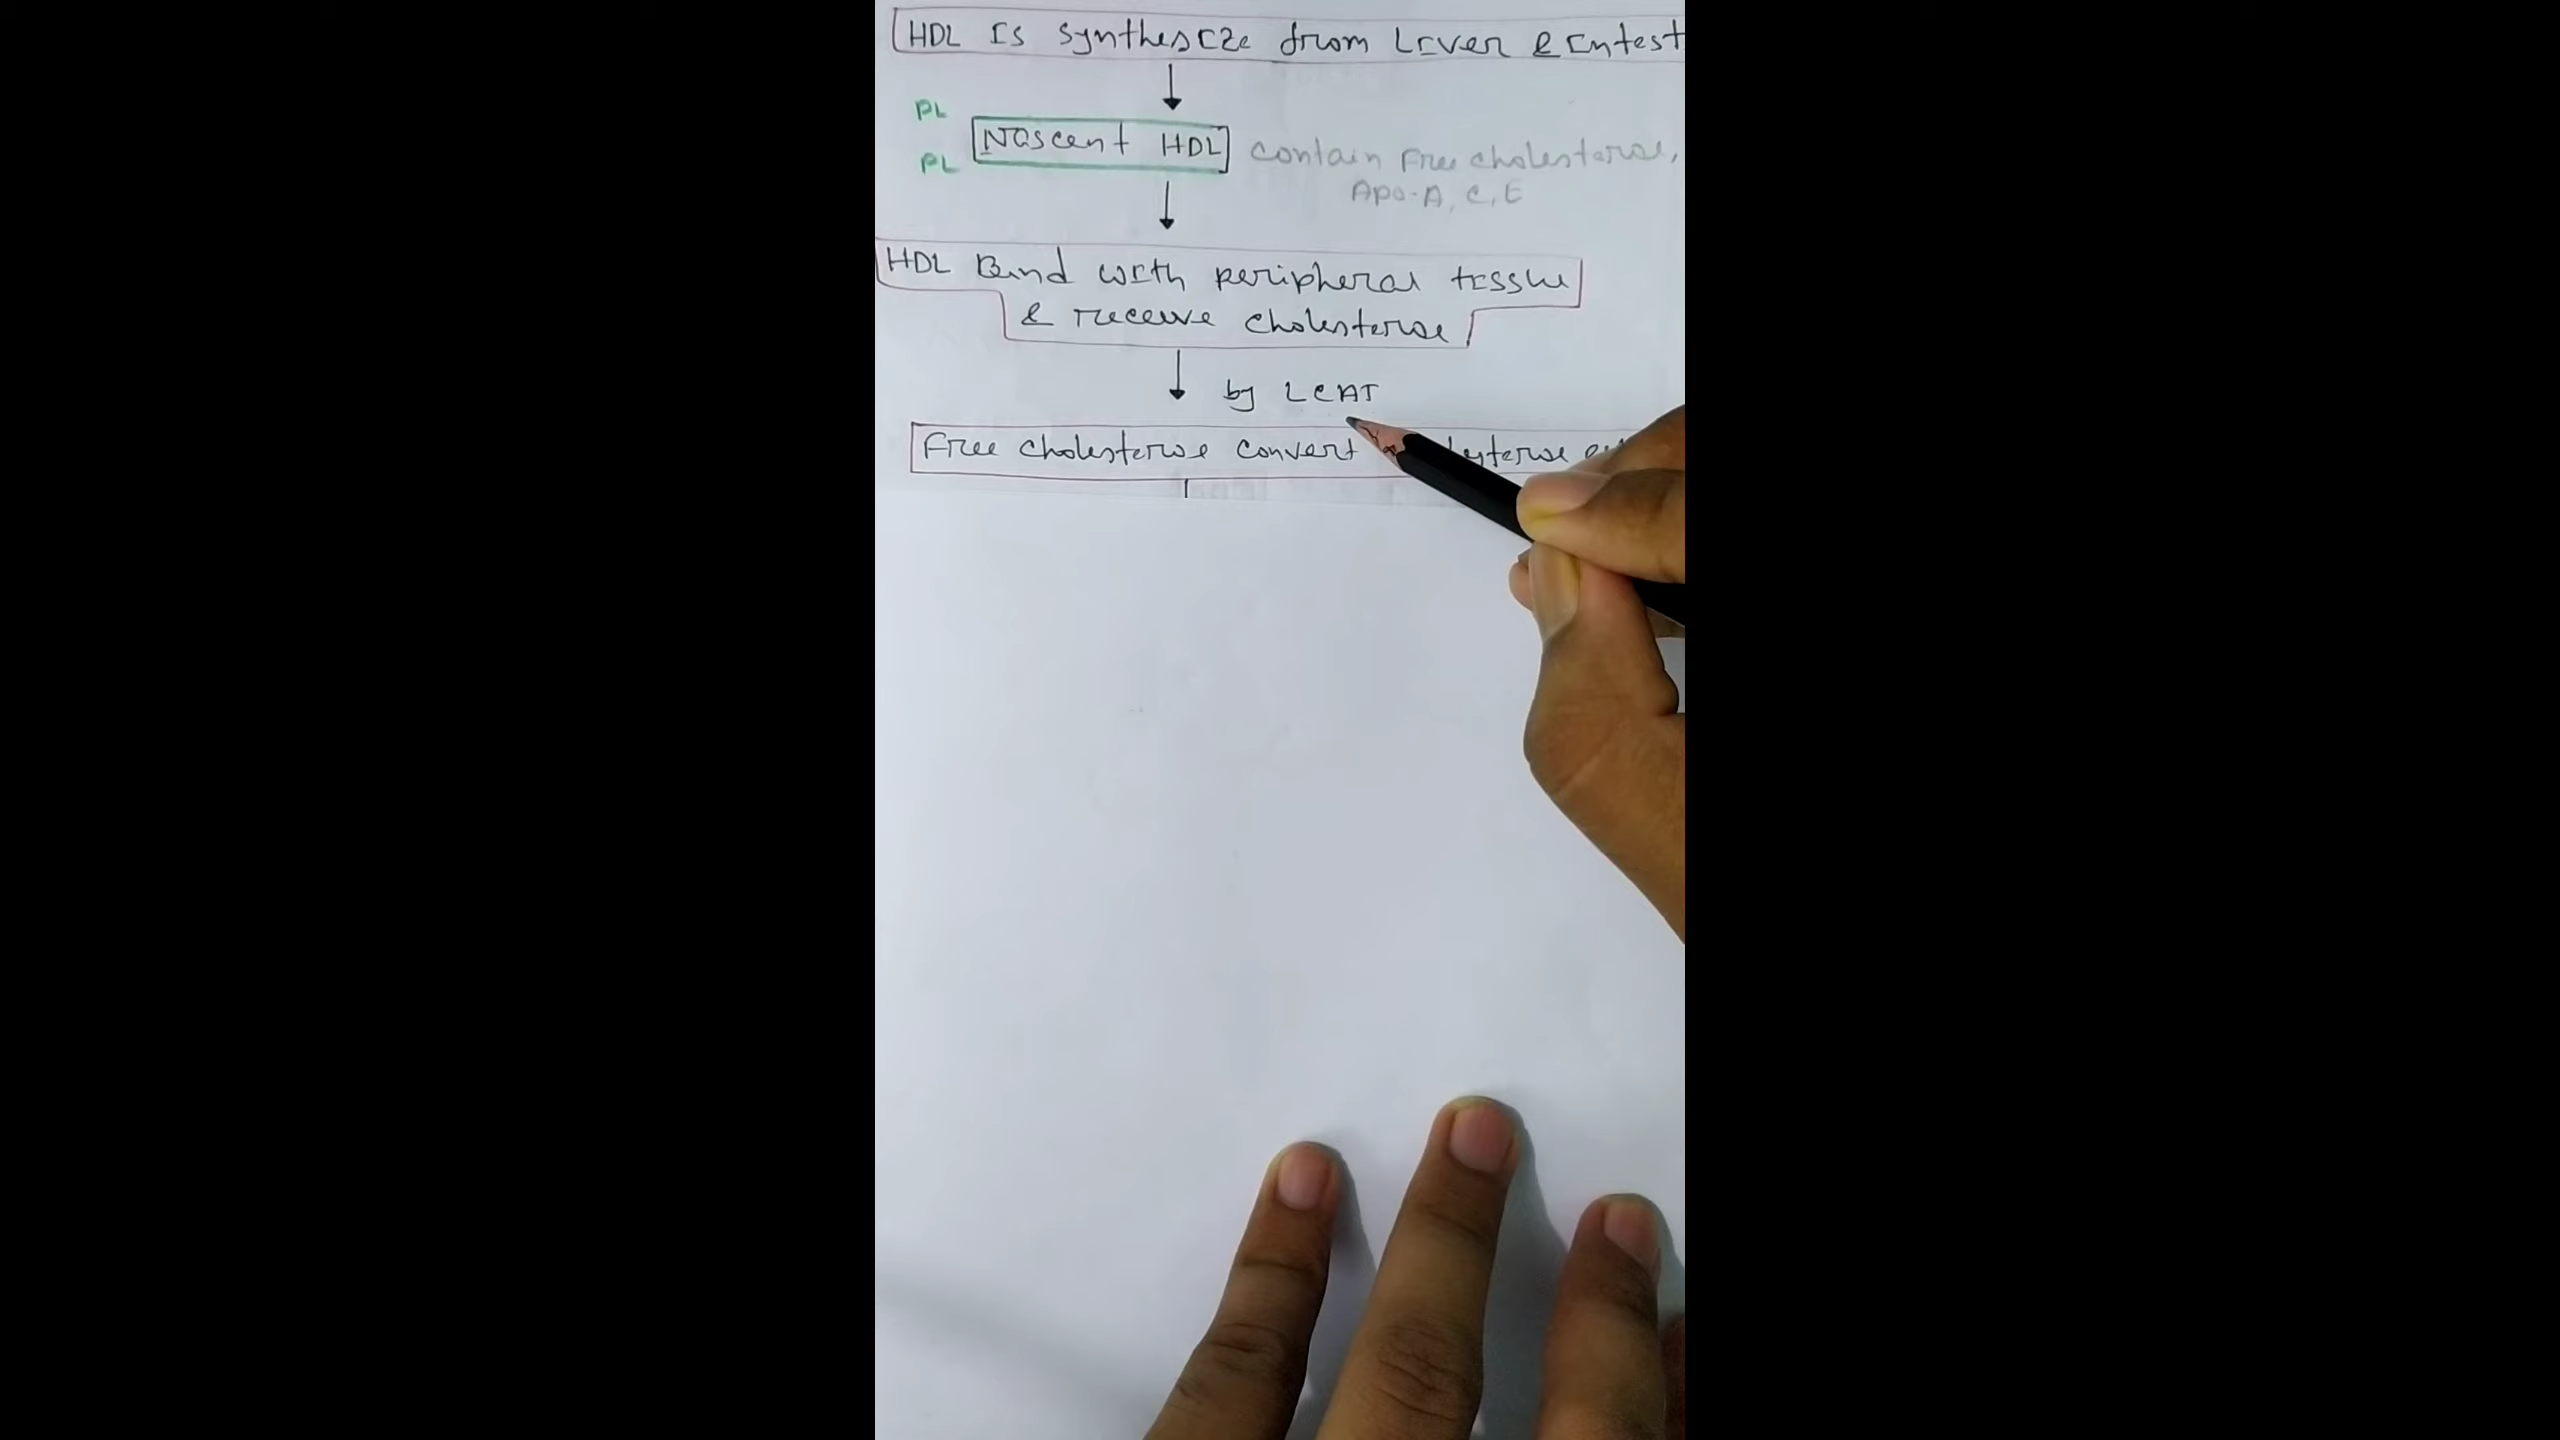 HDL Is synthesize from Liver & Intest
PL
Nascent HDL
PL
contain Free cholesterol,
Apo-A, C, E
HDL Bind with peripheral tissue
& receive cholesterol
by LCAT
Free cholesterol convert